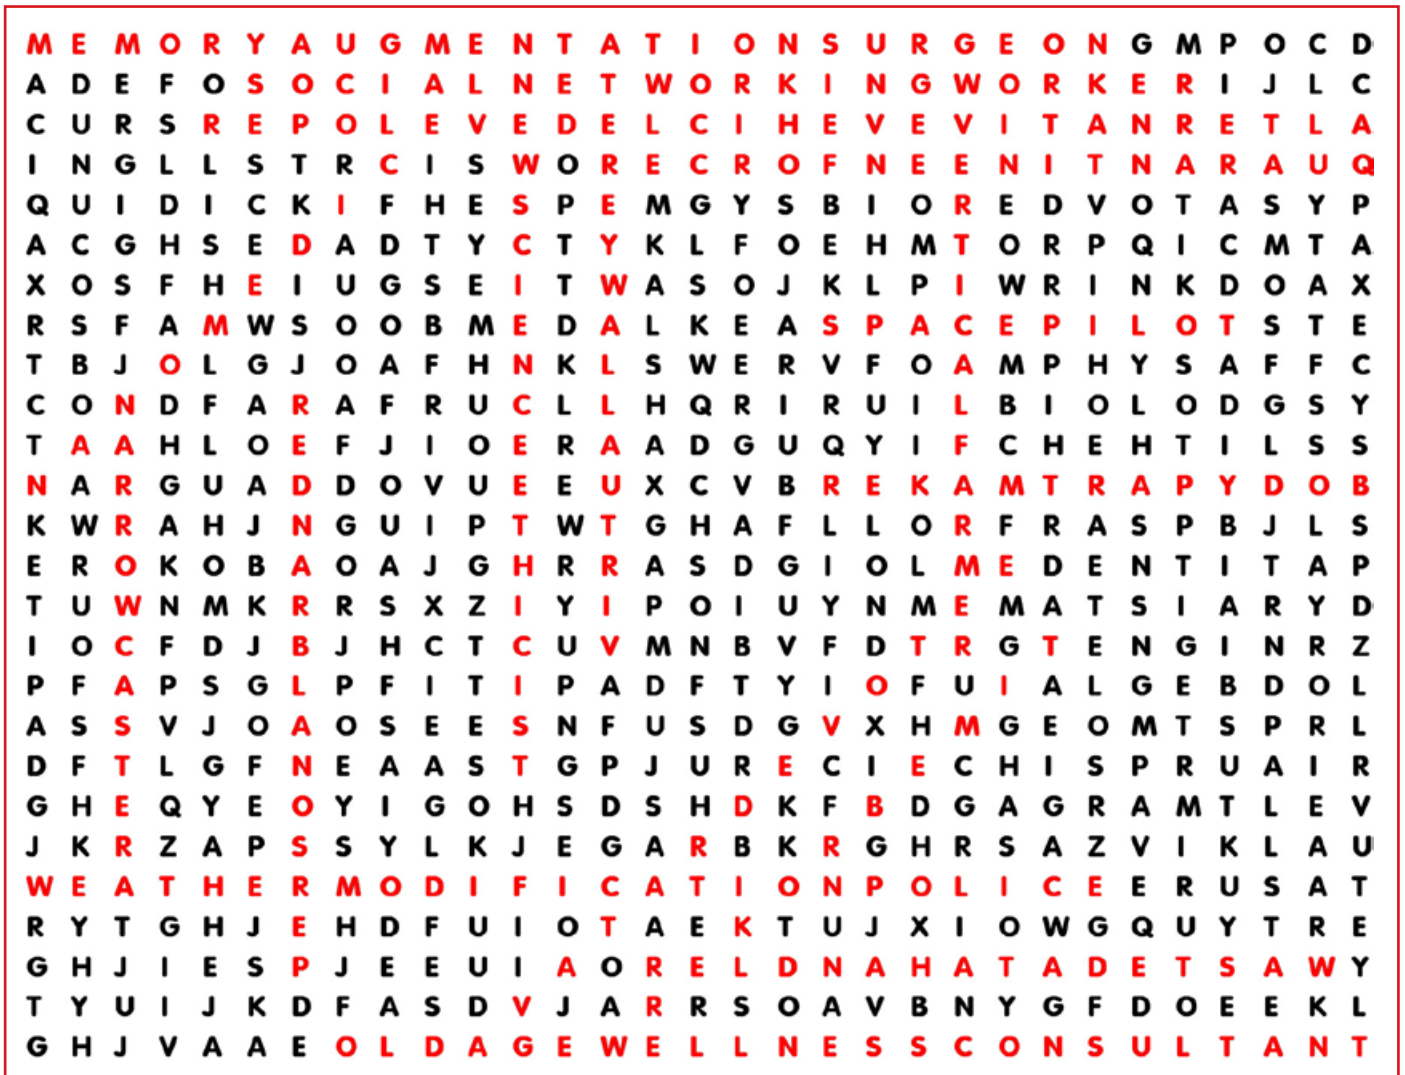 M E M O R Y A U G M E N T A T I O N S U R G E O N G M P O C D
A D E F O S O C I A L N E T W O R K I N G W O R K E R I J L C
C U R S R E P O L E V E D E L C I H E V E V I T A N R E T L A
I N G L L S T R C I S W O R E C R O F N E E N I T N A R A U Q
Q U I D I C K I F H E S P E M G Y S B I O R E D V O T A S Y P
A C G H S E D A D T Y C T Y K L F O E H M T O R P Q I C M T A
X O S F H E I U G S E I T W A S O J K L P I W R I N K D O A X
R S F A M W S O O B M E D A L K E A S P A C E P I L O T S T E
T B J O L G J O A F H N K L S W E R V F O A M P H Y S A F F C
C O N D F A R A F R U C L L H Q R I R U I L B I O L O D G S Y
T A A H L O E F J I O E R A A D G U Q Y I F C H E H T I L S S
N A R G U A D D O V U E E U X C V B R E K A M T R A P Y D O B
K W R A H J N G U I P T W T G H A F L L O R F R A S P B J L S
E R O K O B A O A J G H R R A S D G I O L M E D E N T I T A P
T U W N M K R R S X Z I Y I P O I U Y N M E M A T S I A R Y D
I O C F D J B J H C T C U V M N B V F D T R G T E N G I N R Z
P F A P S G L P F I T I P A D F T Y I O F U I A L G E B D O L
A S S V J O A O S E E S N F U S D G V X H M G E O M T S P R L
D F T L G F N E A A S T G P J U R E C I E C H I S P R U A I R
G H E Q Y E O Y I G O H S D S H D K F B D G A G R A M T L E V
J K R Z A P S S Y L K J E G A R B K R G H R S A Z V I K L A U
W E A T H E R M O D I F I C A T I O N P O L I C E E R U S A T
R Y T G H J E H D F U I O T A E K T U J X I O W G Q U Y T R E
G H J I E S P J E E U I A O R E L D N A H A T A D E T S A W Y
T Y U I J K D F A S D V J A R R S O A V B N Y G F D O E E K L
G H J V A A E O L D A G E W E L L N E S S C O N S U L T A N T